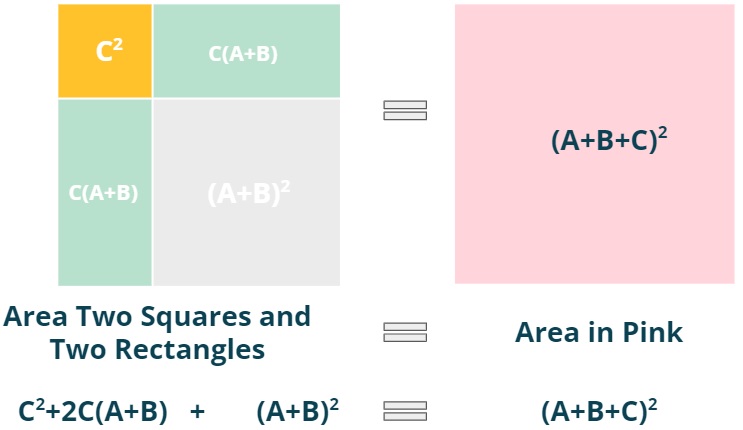 C²
C(A+B)
C(A+B)
(A+B)²
(A+B+C)²
Area Two Squares and
Two Rectangles
Area in Pink
C²+2C(A+B) + (A+B)² = (A+B+C)²